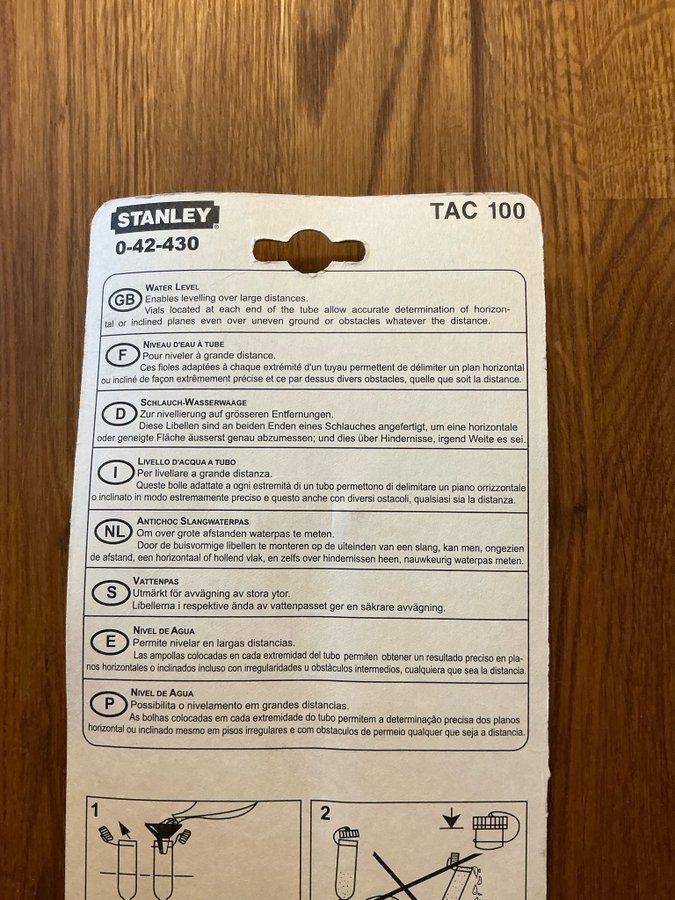 STANLEY®
TAC 100
0-42-430
GB
WATER LEVEL
Enables levelling over large distances.
Vials located at each end of the tube allow accurate determination of horizon-
tal or inclined planes even over uneven ground or obstacles whatever the distance.
F
NIVEAU D'EAU À TUBE
Pour niveler à grande distance.
Ces fioles adaptées à chaque extrémité d'un tuyau permettent de délimiter un plan horizontal
ou incliné de façon extrêmement précise et ce par dessus divers obstacles, quelle que soit la distance.
D
SCHLAUCH-WASSERWAAGE
Zur nivellierung auf grösseren Entfernungen.
Diese Libellen sind an beiden Enden eines Schlauches angefertigt, um eine horizontale
oder geneigte Fläche äusserst genau abzumessen; und dies über Hindernisse, irgend Weite es sei.
I
LIVELLO D'ACQUA A TUBO
Per livellare a grande distanza.
Queste bolle adattate a ogni estremità di un tubo permettono di delimitare un piano orrizzontale
o inclinato in modo estremamente preciso e questo anche con diversi ostacoli, qualsiasi sia la distanza.
NL
ANTICHOC SLANGWATERPAS
Om over grote afstanden waterpas te meten.
Door de buisvormige libellen te monteren op de uiteinden van een slang, kan men, ongezien
de afstand, een horizontaal of hollend vlak, en zelfs over hindernissen heen, nauwkeurig waterpas meten.
S
VATTENPAS
Utmärkt för avvägning av stora ytor.
Libellerna i respektive ända av vattenpasset ger en säkrare avvägning.
E
NIVEL DE AGUA
Permite nivelar en largas distancias.
Las ampollas colocadas en cada extremidad del tubo permiten obtener un resultado preciso en pla-
nos horizontales o inclinados incluso con irregularidades u obstàculos intermedios, cualquiera que sea la distancia.
P
NIVEL DE AGUA
Possibilita o nivelamento em grandes distancias.
As bolhas colocadas em cada extremidade do tubo permitem a determinação precisa dos planos
horizontal ou inclinado mesmo em pisos irregulares e com obstaculos de permeio qualquer que seja a distancia.
1
2